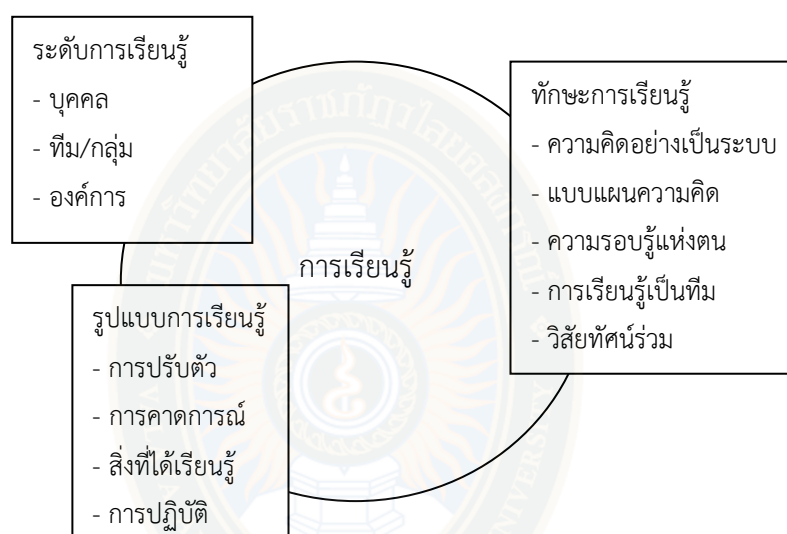 ระดับการเรียนรู้
- บุคคล
- ทีม/กลุ่ม
- องค์การ
ทักษะการเรียนรู้
- ความคิดอย่างเป็นระบบ
- แบบแผนความคิด
- ความรอบรู้แห่งตน
- การเรียนรู้เป็นทีม
- วิสัยทัศน์ร่วม
การเรียนรู้
รูปแบบการเรียนรู้
- การปรับตัว
- การคาดการณ์
- สิ่งที่ได้เรียนรู้
- การปฏิบัติ